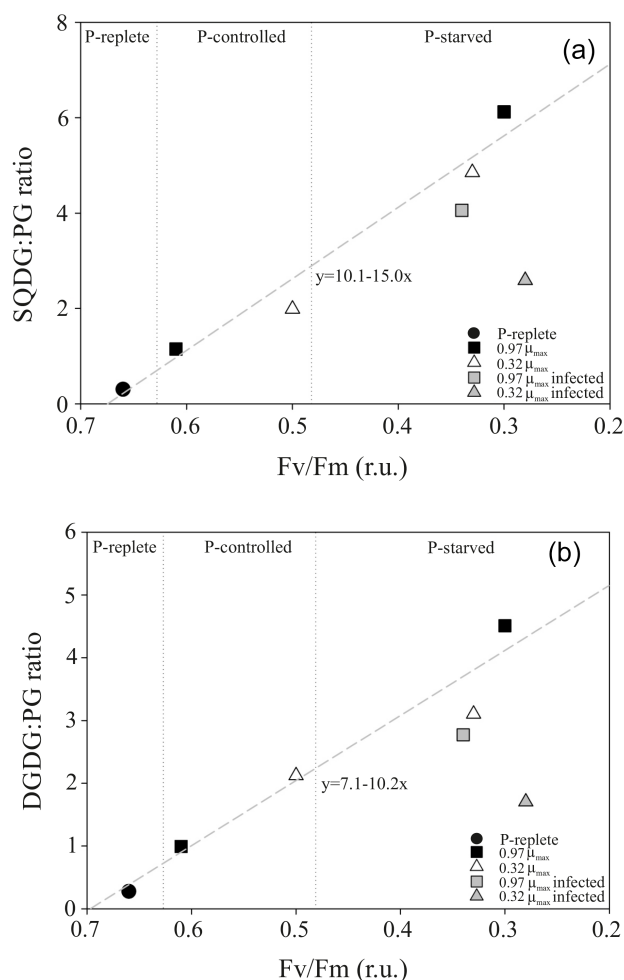 P-replete P-controlled P-starved (a)
8
6
4
2
0
SQDG:PG ratio
y=10.1-15.0x
P-replete
0.97 μmax
0.32 μmax
0.97 μmax infected
0.32 μmax infected
0.7 0.6 0.5 0.4 0.3 0.2
Fv/Fm (r.u.)
P-replete P-controlled P-starved (b)
6
5
4
3
2
1
0
DGDG:PG ratio
y=7.1-10.2x
P-replete
0.97 μmax
0.32 μmax
0.97 μmax infected
0.32 μmax infected
0.7 0.6 0.5 0.4 0.3 0.2
Fv/Fm (r.u.)